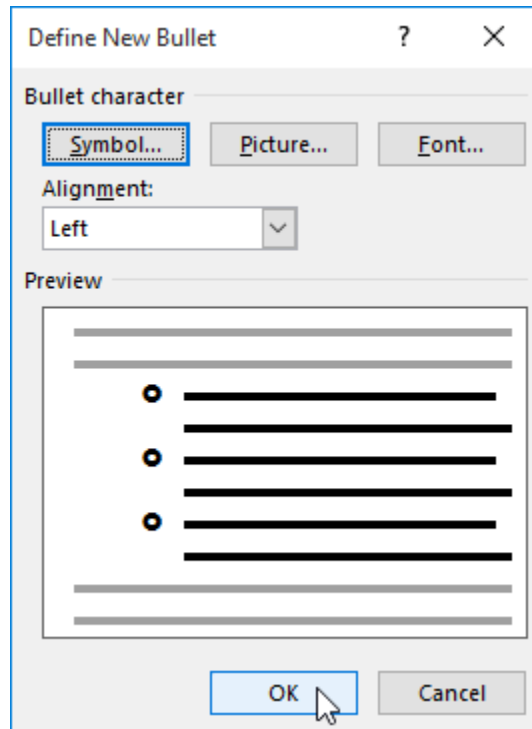 Define New Bullet ?
Bullet character
Symbol... Picture... Font...
Alignment:
Left
Preview
OK Cancel